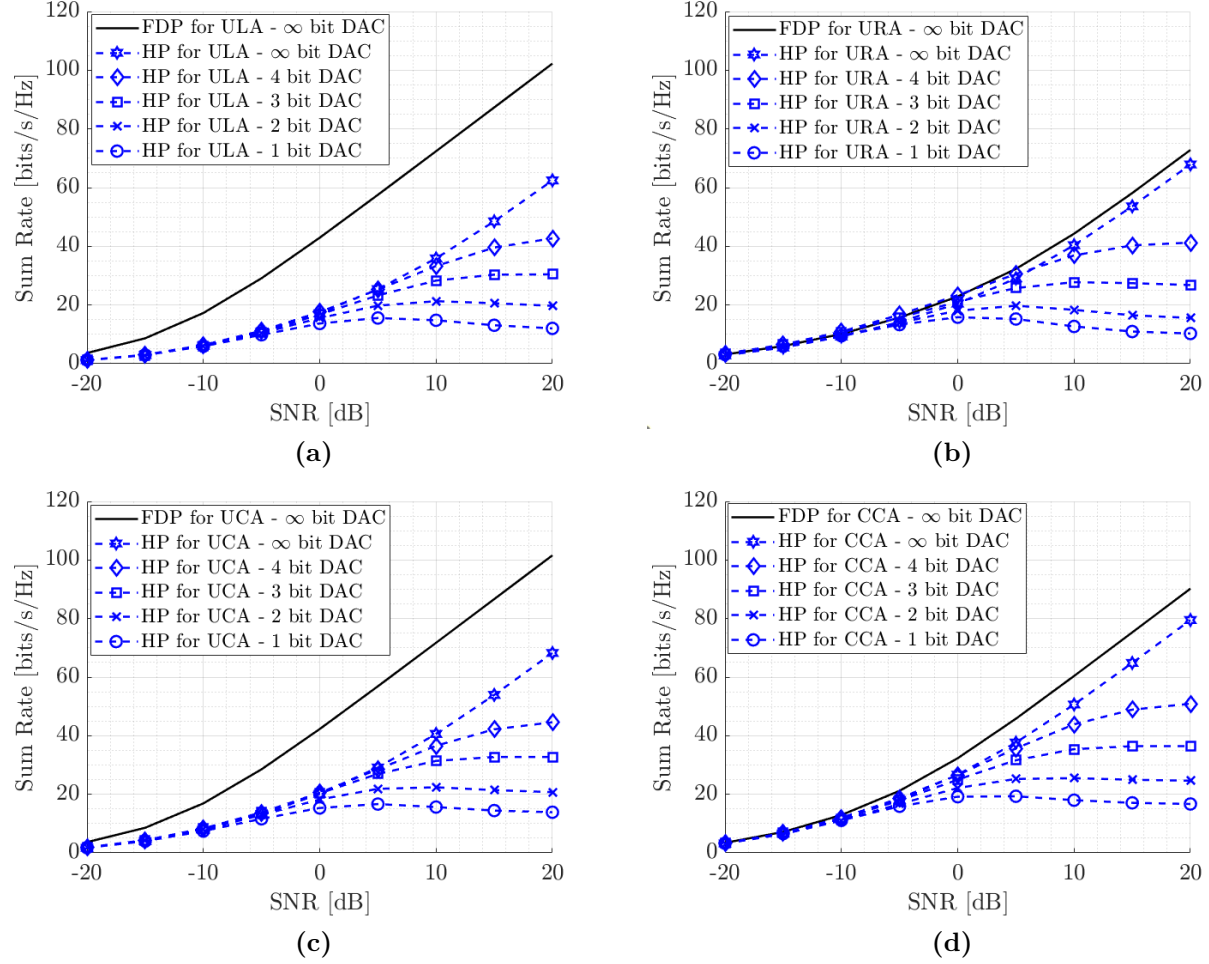 120
100
80
60
40
20
0
Sum Rate [bits/s/Hz]
FDP for ULA - ∞ bit DAC
HP for ULA - ∞ bit DAC
HP for ULA - 4 bit DAC
HP for ULA - 3 bit DAC
HP for ULA - 2 bit DAC
HP for ULA - 1 bit DAC
-20 -10 0 10 20
SNR [dB]
(a)
120
100
80
60
40
20
0
Sum Rate [bits/s/Hz]
FDP for URA - ∞ bit DAC
HP for URA - ∞ bit DAC
HP for URA - 4 bit DAC
HP for URA - 3 bit DAC
HP for URA - 2 bit DAC
HP for URA - 1 bit DAC
-20 -10 0 10 20
SNR [dB]
(b)
120
100
80
60
40
20
0
Sum Rate [bits/s/Hz]
FDP for UCA - ∞ bit DAC
HP for UCA - ∞ bit DAC
HP for UCA - 4 bit DAC
HP for UCA - 3 bit DAC
HP for UCA - 2 bit DAC
HP for UCA - 1 bit DAC
-20 -10 0 10 20
SNR [dB]
(c)
120
100
80
60
40
20
0
Sum Rate [bits/s/Hz]
FDP for CCA - ∞ bit DAC
HP for CCA - ∞ bit DAC
HP for CCA - 4 bit DAC
HP for CCA - 3 bit DAC
HP for CCA - 2 bit DAC
HP for CCA - 1 bit DAC
-20 -10 0 10 20
SNR [dB]
(d)